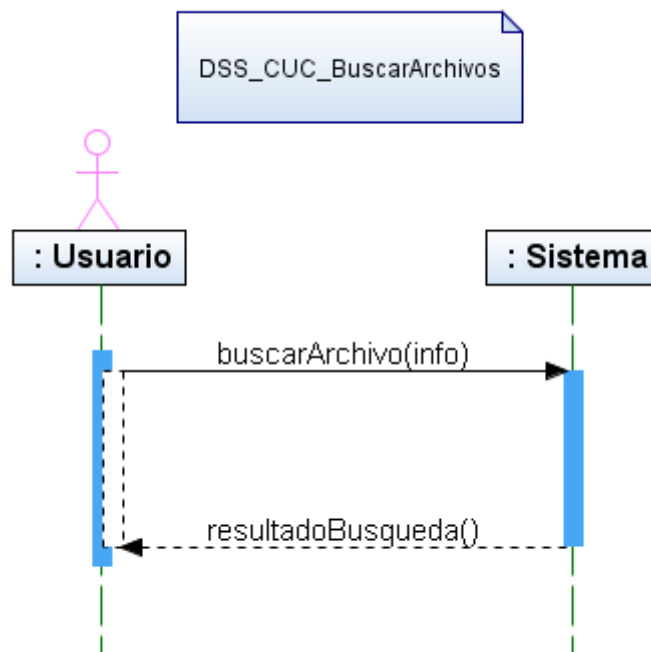 DSS_CUC_BuscarArchivos
: Usuario
: Sistema
buscarArchivo(info)
resultadoBusqueda()